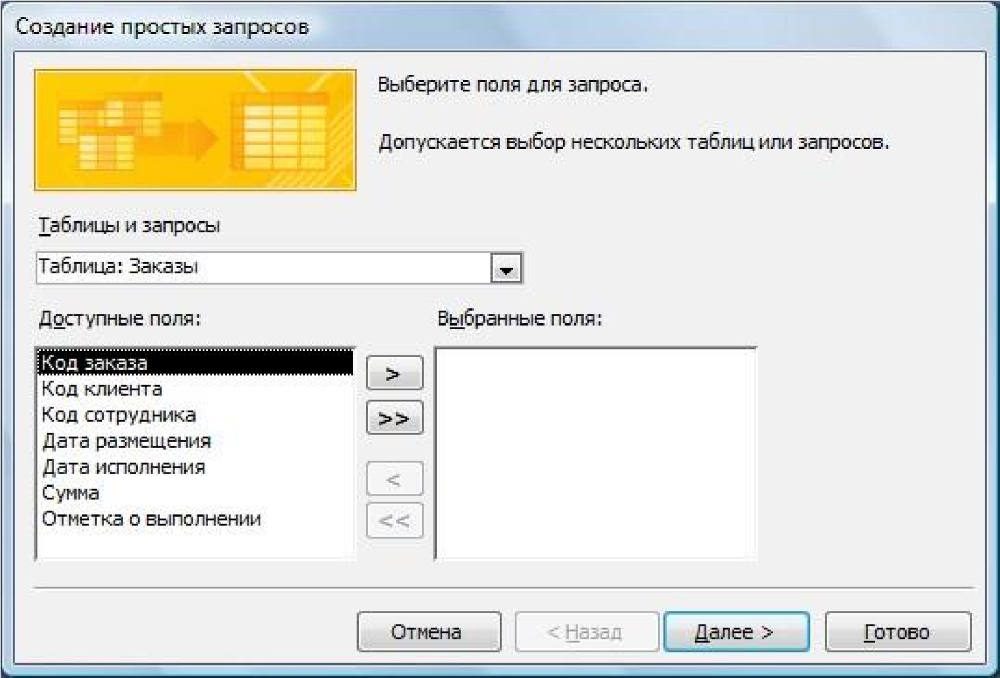 Создание простых запросов
Выберите поля для запроса.
Допускается выбор нескольких таблиц или запросов.
Таблицы и запросы
Таблица: Заказы
Доступные поля:
Выбранные поля:
Код заказа
Код клиента
Код сотрудника
Дата размещения
Дата исполнения
Сумма
Отметка о выполнении
>
>>
<
<<
Отмена
< Назад
Далее >
Готово